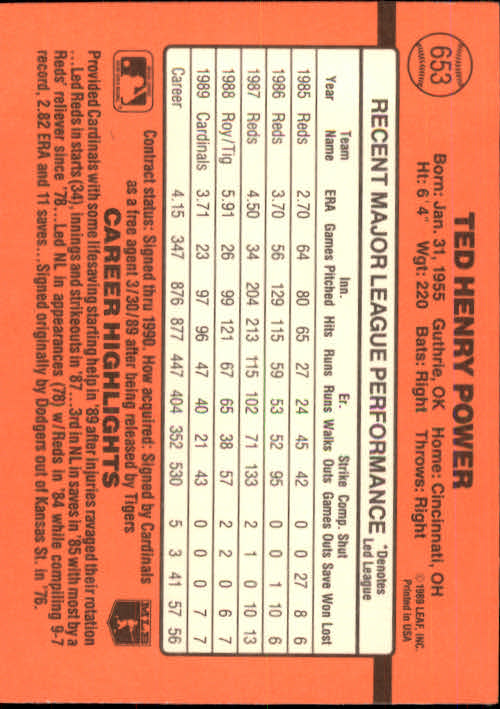 653
TED HENRY POWER
Born: Jan. 31, 1955 Guthrie, OK Home: Cincinnati, OH
Ht: 6' 4" Wgt: 220 Bats: Right Throws: Right
© 1989 LEAF, INC.
Printed in USA
RECENT MAJOR LEAGUE PERFORMANCE
*Denotes
Led League
Team Inn. Er. Strike Comp. Shut
Year Name ERA Games Pitched Hits Runs Runs Walks Outs Games Outs Save Won Lost
1985 Reds 2.70 64 80 65 27 24 45 42 0 0 27 8 6
1986 Reds 3.70 56 129 115 59 53 52 95 0 0 1 10 6
1987 Reds 4.50 34 204 213 115 102 71 133 2 1 0 10 13
1988 Roy/Tig 5.91 26 99 121 67 65 38 57 2 2 0 6 7
1989 Cardinals 3.71 23 97 96 47 40 21 43 0 0 0 7 7
Career 4.15 347 876 877 447 404 352 530 5 3 41 57 56
Contract status: Signed thru 1990. How acquired: Signed by Cardinals
as a free agent 3/30/89 after being released by Tigers
CAREER HIGHLIGHTS
MLB
Provided Cardinals with some lifesaving starting help in '89 after injuries ravaged their rotation
...Led Reds in starts (34), innings and strikeouts in '87...3rd in NL in saves in '85 with most by a
Reds' reliever since '78...Led NL in appearances (78) w/Reds in '84 while compiling 9-7
record, 2.82 ERA and 11 saves...Signed originally by Dodgers out of Kansas St. in '76.